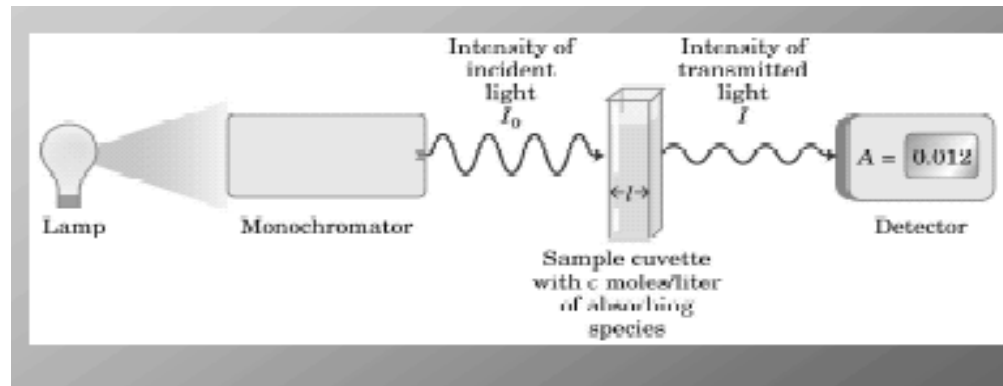 Intensity of
incident
light
I₀
Intensity of
transmitted
light
I
A = 0.012
Lamp
Monochromator
l
Detector
Sample cuvette
with c moles/liter
of absorbing
species